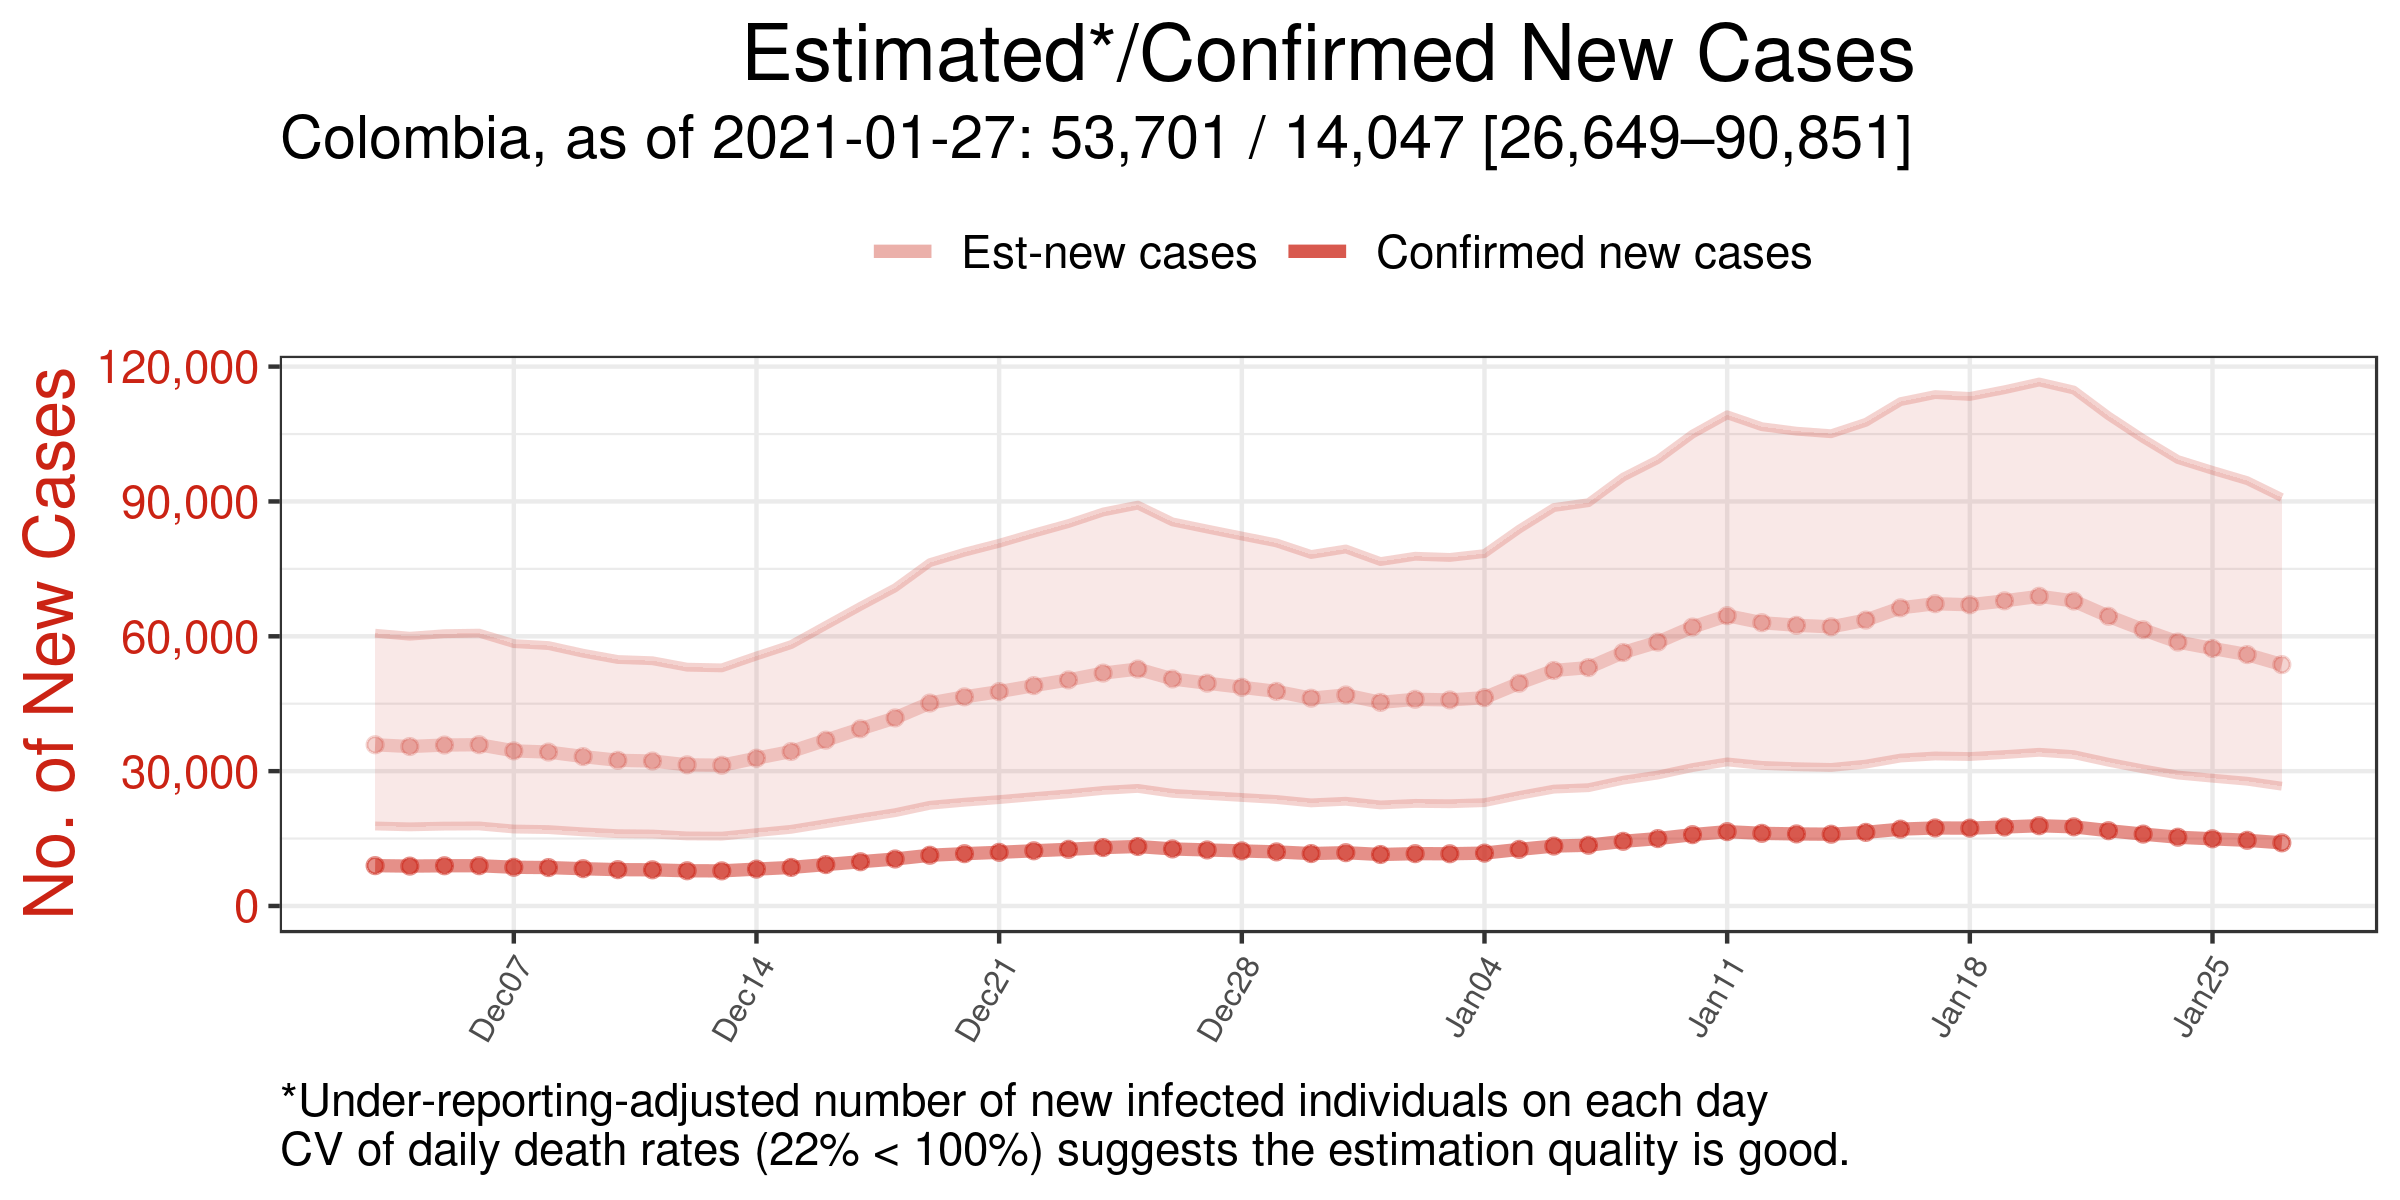 Estimated*/Confirmed New Cases
Colombia, as of 2021-01-27: 53,701 / 14,047 [26,649–90,851]
Est-new cases
Confirmed new cases
No. of New Cases
120,000
90,000
60,000
30,000
0
Dec07
Dec14
Dec21
Dec28
Jan04
Jan11
Jan18
Jan25
*Under-reporting-adjusted number of new infected individuals on each day
CV of daily death rates (22% < 100%) suggests the estimation quality is good.